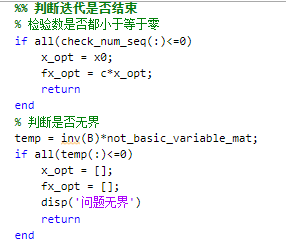 %% 判断迭代是否结束
% 检验数是否都小于等于零
if all(check_num_seq(:)<=0)
    x_opt = x0;
    fx_opt = c*x_opt;
    return
end
% 判断是否无界
temp = inv(B)*not_basic_variable_mat;
if all(temp(:)<=0)
    x_opt = [];
    fx_opt = [];
    disp('问题无界')
    return
end